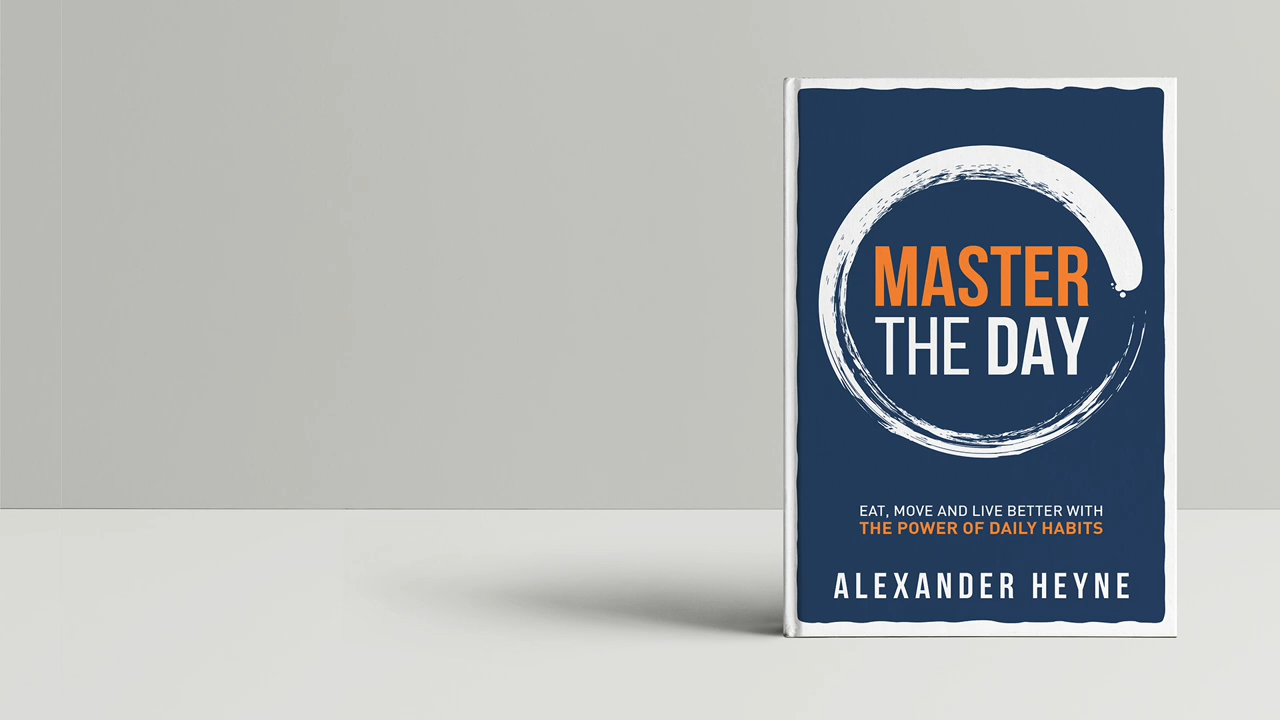 MASTER
THE DAY
EAT, MOVE AND LIVE BETTER WITH
THE POWER OF DAILY HABITS
ALEXANDER HEYNE